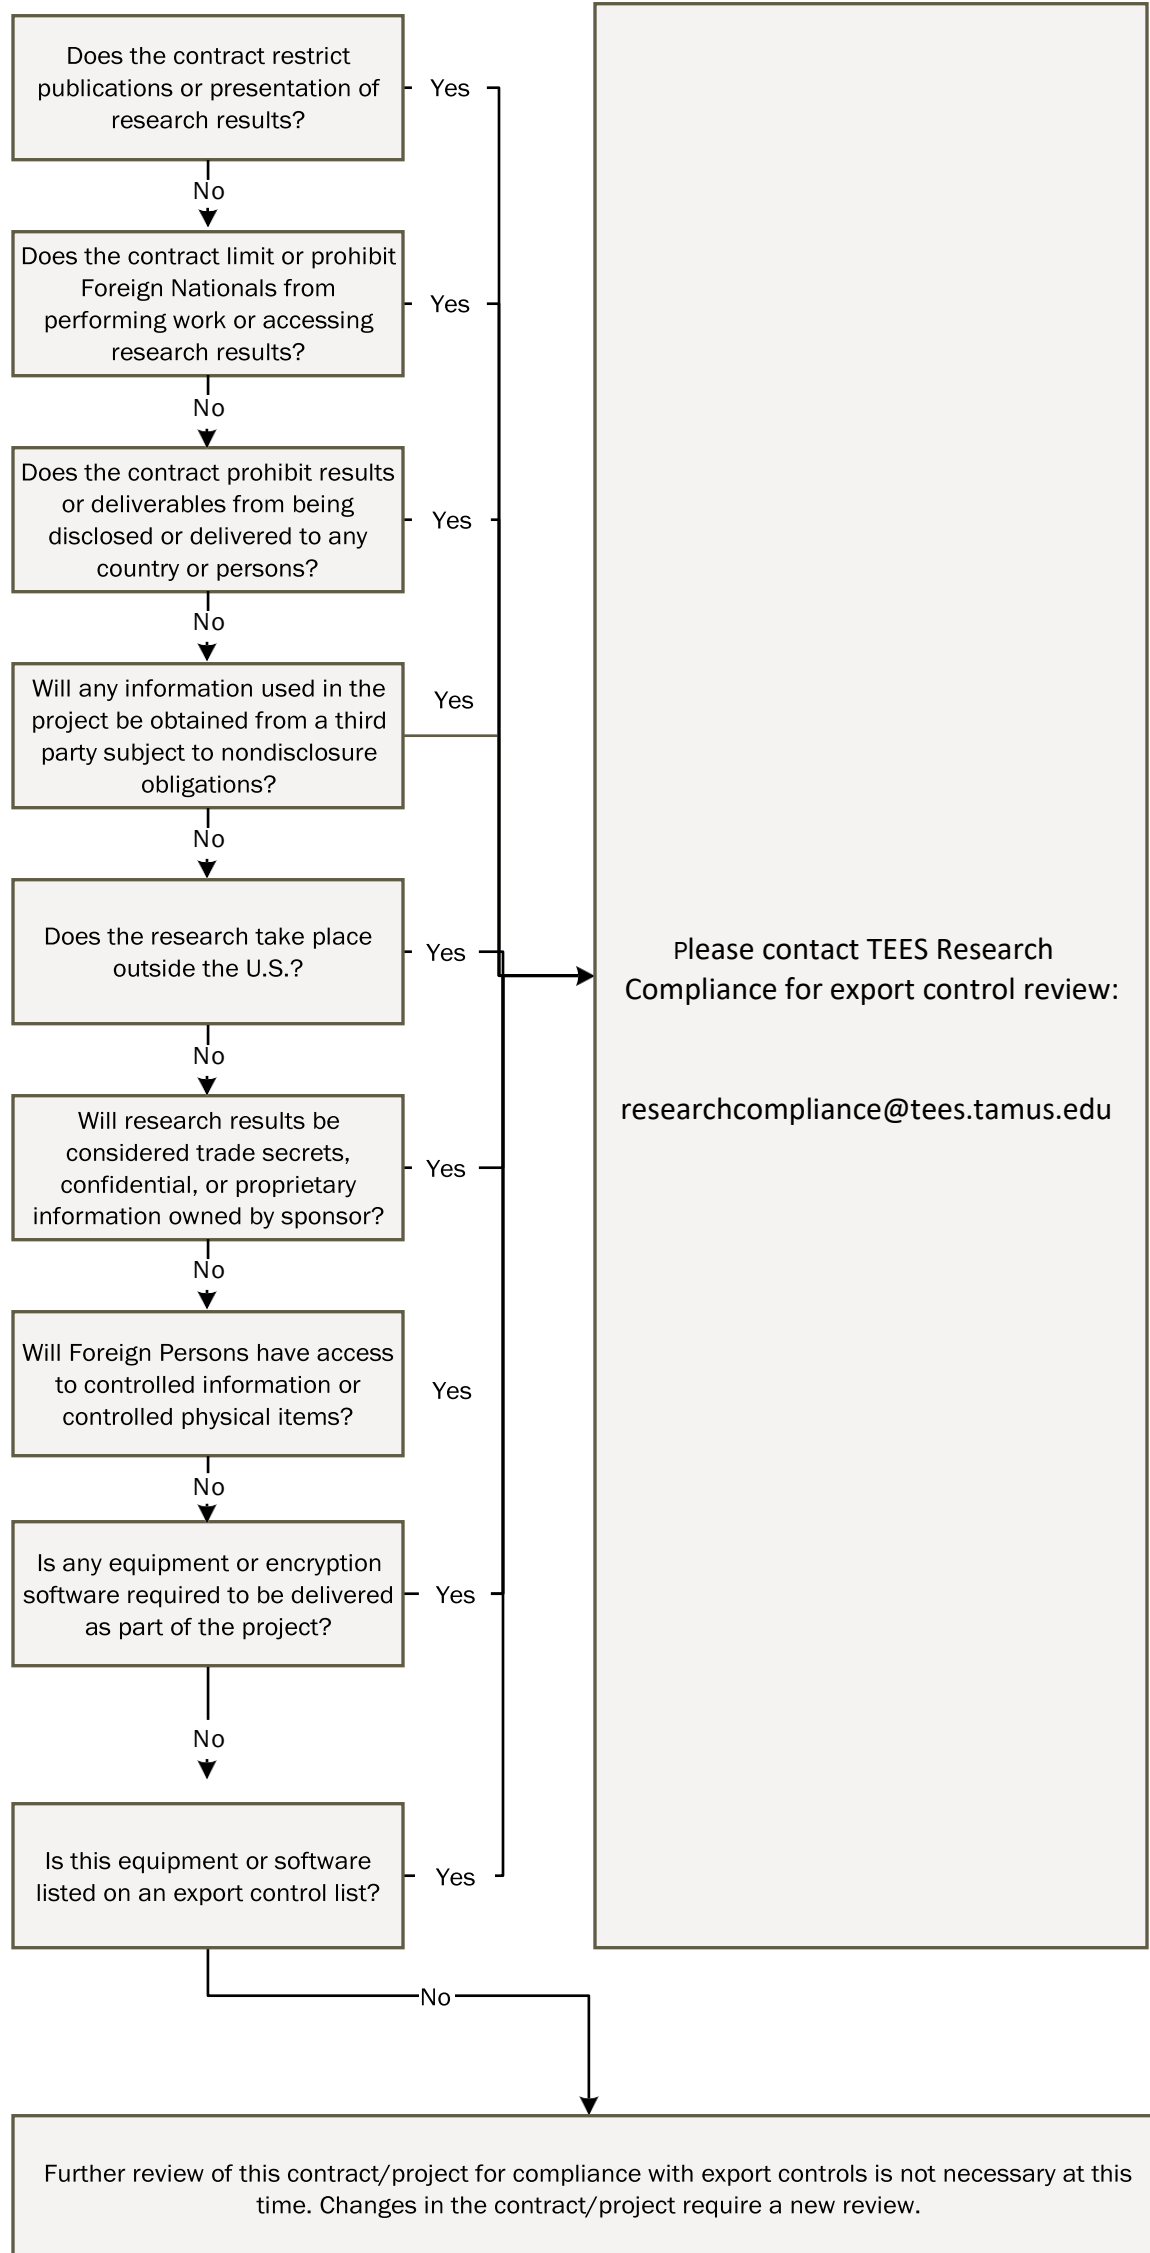 Does the contract restrict
publications or presentation of
research results?
Yes
No
Does the contract limit or prohibit
Foreign Nationals from
performing work or accessing
research results?
Yes
No
Does the contract prohibit results
or deliverables from being
disclosed or delivered to any
country or persons?
Yes
No
Will any information used in the
project be obtained from a third
party subject to nondisclosure
obligations?
Yes
No
Does the research take place
outside the U.S.?
Yes
No
Will research results be
considered trade secrets,
confidential, or proprietary
information owned by sponsor?
Yes
No
Will Foreign Persons have access
to controlled information or
controlled physical items?
Yes
No
Is any equipment or encryption
software required to be delivered
as part of the project?
Yes
No
Is this equipment or software
listed on an export control list?
Yes
No
Please contact TEES Research
Compliance for export control review:
researchcompliance@tees.tamus.edu
Further review of this contract/project for compliance with export controls is not necessary at this
time. Changes in the contract/project require a new review.